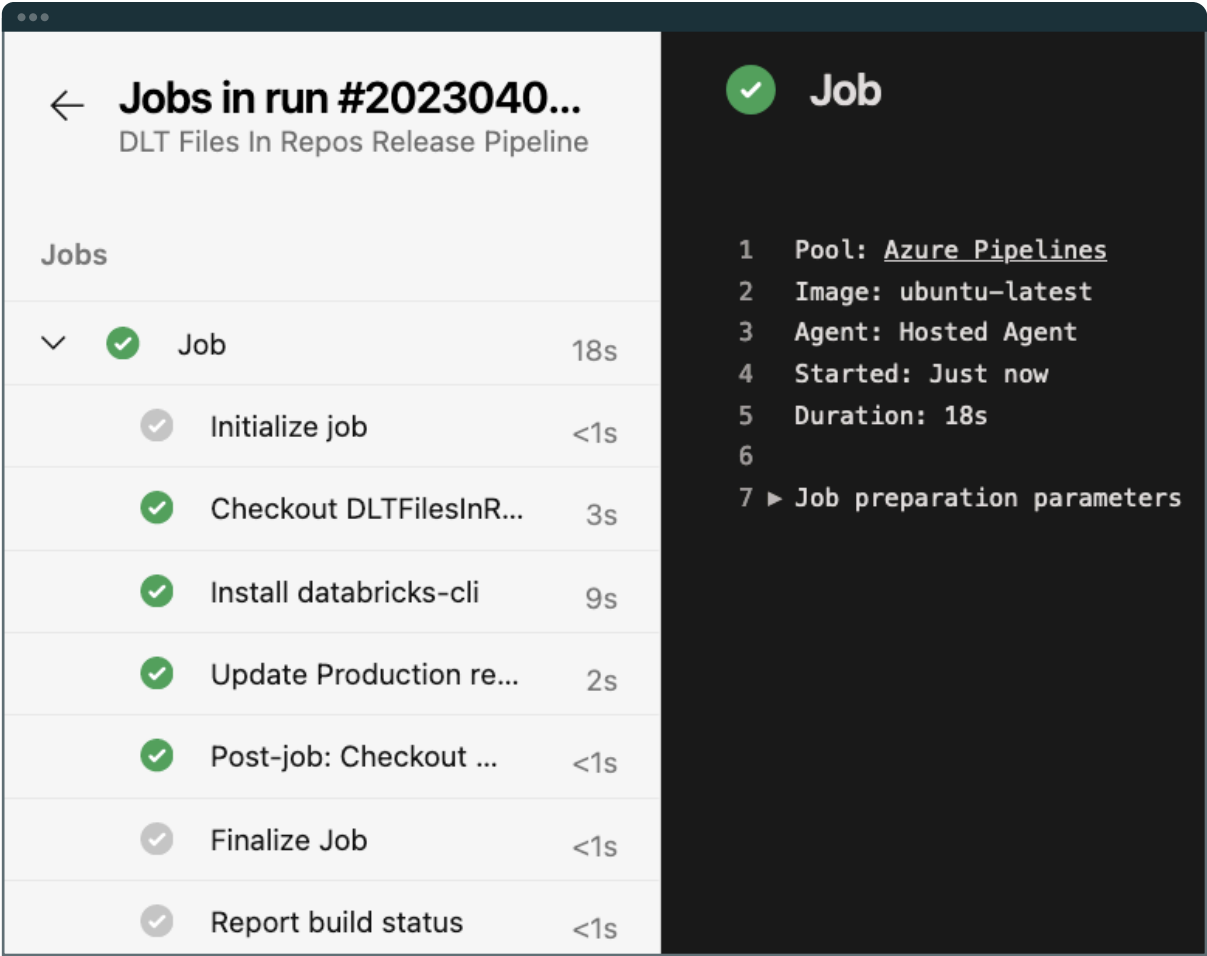 Jobs in run #2023040...
DLT Files In Repos Release Pipeline
Jobs
Job 18s
Initialize job <1s
Checkout DLTFilesInR... 3s
Install databricks-cli 9s
Update Production re... 2s
Post-job: Checkout ... <1s
Finalize Job <1s
Report build status <1s
Job
1 Pool: Azure Pipelines
2 Image: ubuntu-latest
3 Agent: Hosted Agent
4 Started: Just now
5 Duration: 18s
6
7 ▶ Job preparation parameters